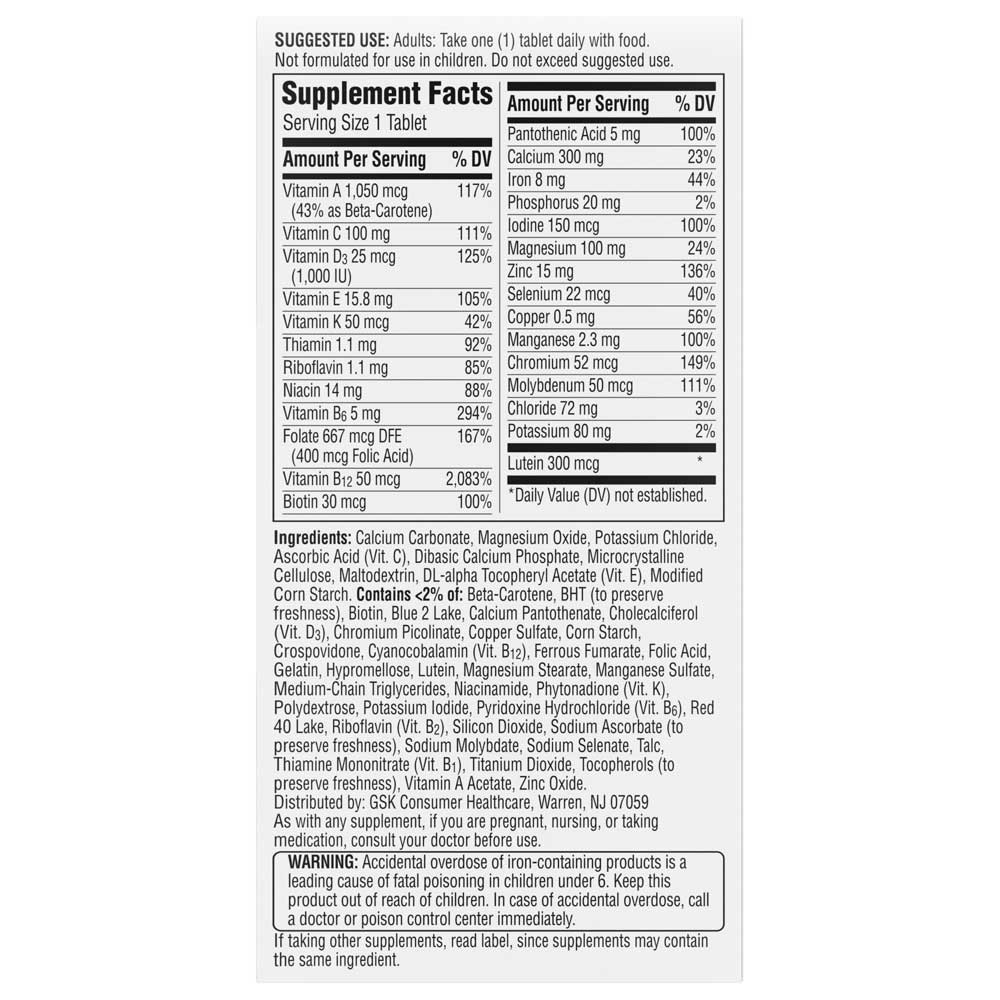 SUGGESTED USE: Adults: Take one (1) tablet daily with food.
Not formulated for use in children. Do not exceed suggested use.
Supplement Facts
Serving Size 1 Tablet
Amount Per Serving % DV
Vitamin A 1,050 mcg 117%
(43% as Beta-Carotene)
Vitamin C 100 mg 111%
Vitamin D3 25 mcg 125%
(1,000 IU)
Vitamin E 15.8 mg 105%
Vitamin K 50 mcg 42%
Thiamin 1.1 mg 92%
Riboflavin 1.1 mg 85%
Niacin 14 mg 88%
Vitamin B6 5 mg 294%
Folate 667 mcg DFE 167%
(400 mcg Folic Acid)
Vitamin B12 50 mcg 2,083%
Biotin 30 mcg 100%
Amount Per Serving % DV
Pantothenic Acid 5 mg 100%
Calcium 300 mg 23%
Iron 8 mg 44%
Phosphorus 20 mg 2%
Iodine 150 mcg 100%
Magnesium 100 mg 24%
Zinc 15 mg 136%
Selenium 22 mcg 40%
Copper 0.5 mg 56%
Manganese 2.3 mg 100%
Chromium 52 mcg 149%
Molybdenum 50 mcg 111%
Chloride 72 mg 3%
Potassium 80 mg 2%
Lutein 300 mcg *
*Daily Value (DV) not established.
Ingredients: Calcium Carbonate, Magnesium Oxide, Potassium Chloride,
Ascorbic Acid (Vit. C), Dibasic Calcium Phosphate, Microcrystalline
Cellulose, Maltodextrin, DL-alpha Tocopheryl Acetate (Vit. E), Modified
Corn Starch. Contains <2% of: Beta-Carotene, BHT (to preserve
freshness), Biotin, Blue 2 Lake, Calcium Pantothenate, Cholecalciferol
(Vit. D3), Chromium Picolinate, Copper Sulfate, Corn Starch,
Crospovidone, Cyanocobalamin (Vit. B12), Ferrous Fumarate, Folic Acid,
Gelatin, Hypromellose, Lutein, Magnesium Stearate, Manganese Sulfate,
Medium-Chain Triglycerides, Niacinamide, Phytonadione (Vit. K),
Polydextrose, Potassium Iodide, Pyridoxine Hydrochloride (Vit. B6), Red
40 Lake, Riboflavin (Vit. B2), Silicon Dioxide, Sodium Ascorbate (to
preserve freshness), Sodium Molybdate, Sodium Selenate, Talc,
Thiamine Mononitrate (Vit. B1), Titanium Dioxide, Tocopherols (to
preserve freshness), Vitamin A Acetate, Zinc Oxide.
Distributed by: GSK Consumer Healthcare, Warren, NJ 07059
As with any supplement, if you are pregnant, nursing, or taking
medication, consult your doctor before use.
WARNING: Accidental overdose of iron-containing products is a
leading cause of fatal poisoning in children under 6. Keep this
product out of reach of children. In case of accidental overdose, call
a doctor or poison control center immediately.
If taking other supplements, read label, since supplements may contain
the same ingredient.